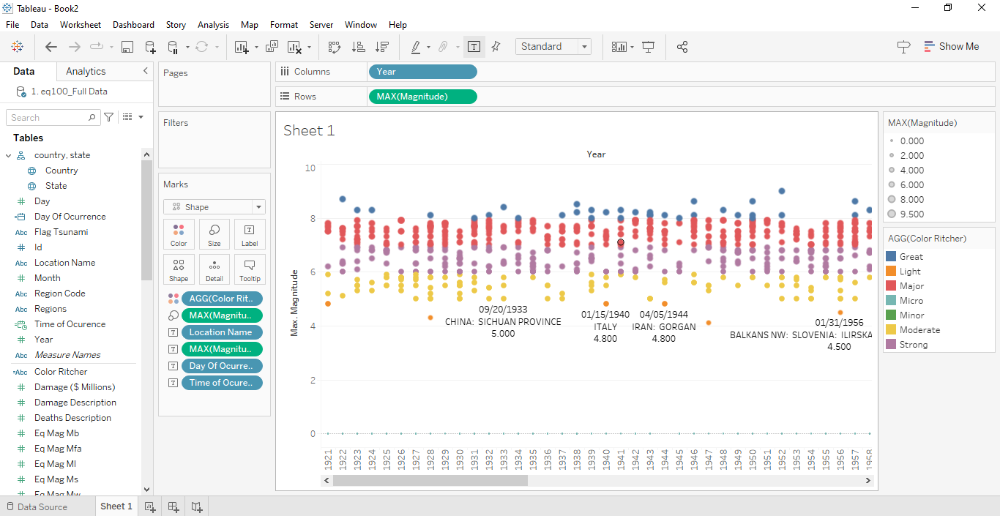 Tableau - Book2
File Data Worksheet Dashboard Story Analysis Map Format Server Window Help
Standard
Show Me
Data Analytics
1. eq100_Full Data
Search
Tables
country, state
Country
State
Day
Day Of Ocurrence
Flag Tsunami
Id
Location Name
Month
Region Code
Regions
Time of Ocurence
Year
Measure Names
Color Ritcher
Damage ($ Millions)
Damage Description
Deaths Description
Eq Mag Mb
Eq Mag Mfa
Eq Mag Ml
Eq Mag Ms
Eq Mag Mw
Pages
Filters
Marks
Shape
Color Size Label
Shape Detail Tooltip
AGG(Color Rit..
MAX(Magnitu..
Location Name
MAX(Magnitu..
Day Of Ocurre..
Time of Ocure..
Columns Year
Rows MAX(Magnitude)
Sheet 1
Year
10
8
6
4
2
0
Max. Magnitude
09/20/1933
CHINA: SICHUAN PROVINCE
5.000
01/15/1940
ITALY
4.800
04/05/1944
IRAN: GORGAN
4.800
01/31/1956
BALKANS NW: SLOVENIA: ILIRSKA
4.500
1921 1922 1923 1924 1925 1926 1927 1928 1929 1930 1931 1932 1933 1934 1935 1936 1937 1938 1939 1940 1941 1942 1943 1944 1945 1946 1947 1948 1949 1950 1951 1952 1953 1954 1955 1956 1957 1958
MAX(Magnitude)
0.000
2.000
4.000
6.000
8.000
9.500
AGG(Color Ritcher)
Great
Light
Major
Micro
Minor
Moderate
Strong
Data Source Sheet 1